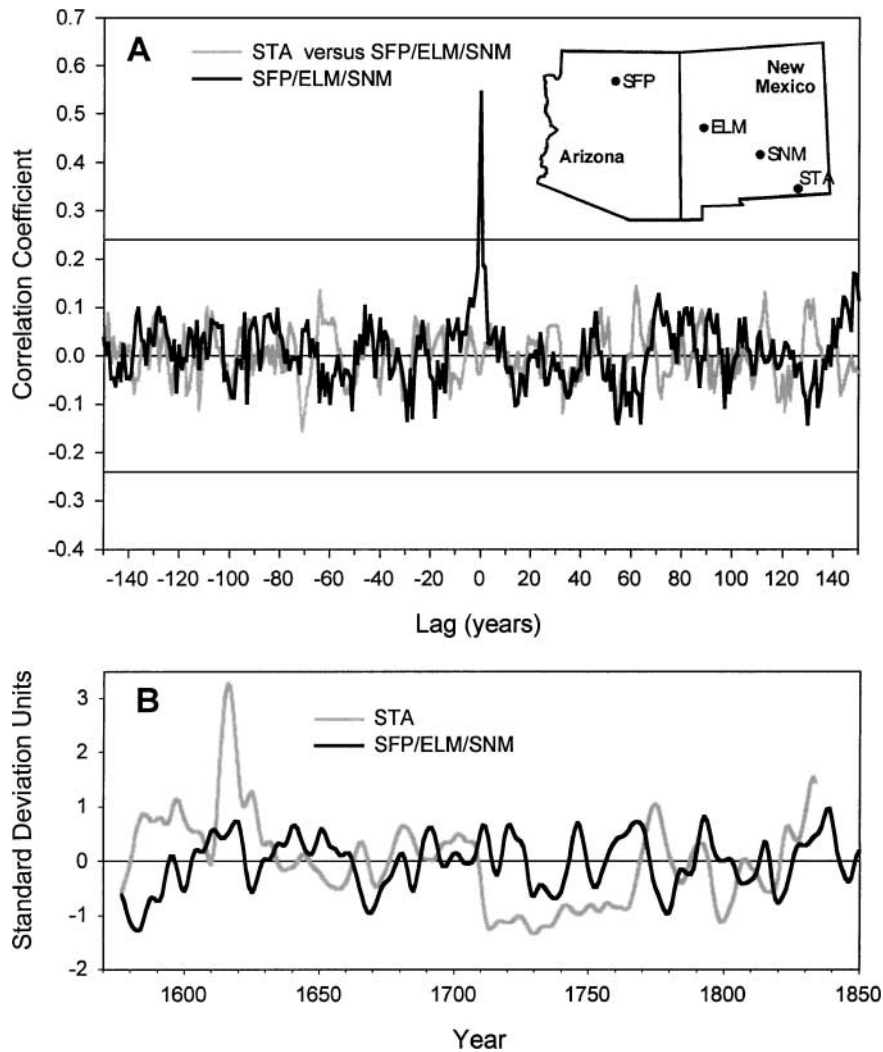 A
STA versus SFP/ELM/SNM
SFP/ELM/SNM
SFP
New
Mexico
ELM
Arizona
SNM
STA
Correlation Coefficient
0.7
0.6
0.5
0.4
0.3
0.2
0.1
0.0
-0.1
-0.2
-0.3
-0.4
-140 -120 -100 -80 -60 -40 -20 0 20 40 60 80 100 120 140
Lag (years)
B
STA
SFP/ELM/SNM
Standard Deviation Units
3
2
1
0
-1
-2
1600 1650 1700 1750 1800 1850
Year